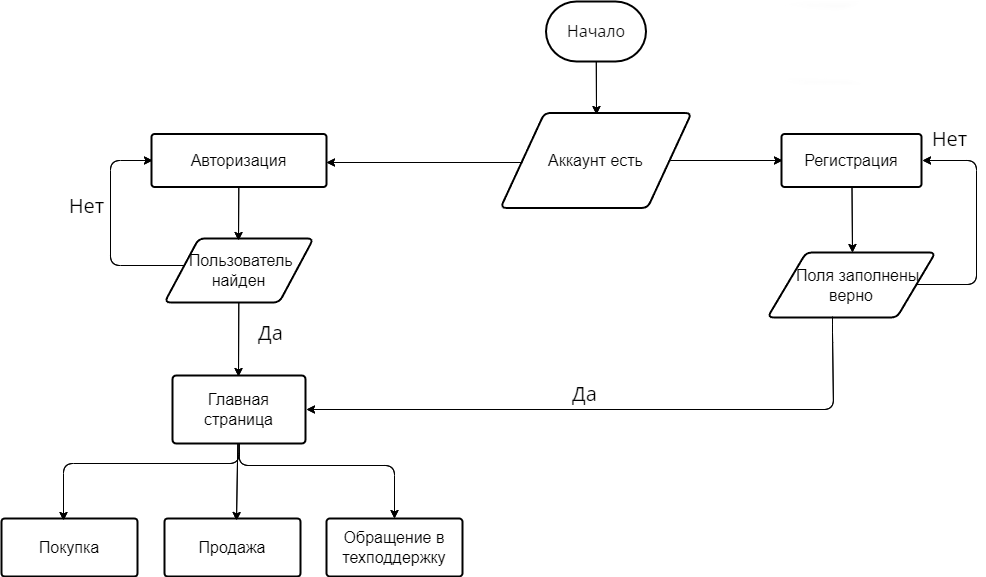 Начало
Авторизация
Аккаунт есть
Регистрация
Нет
Нет
Пользователь
найден
Поля заполнены
верно
Да
Главная
страница
Да
Покупка
Продажа
Обращение в
техподдержку